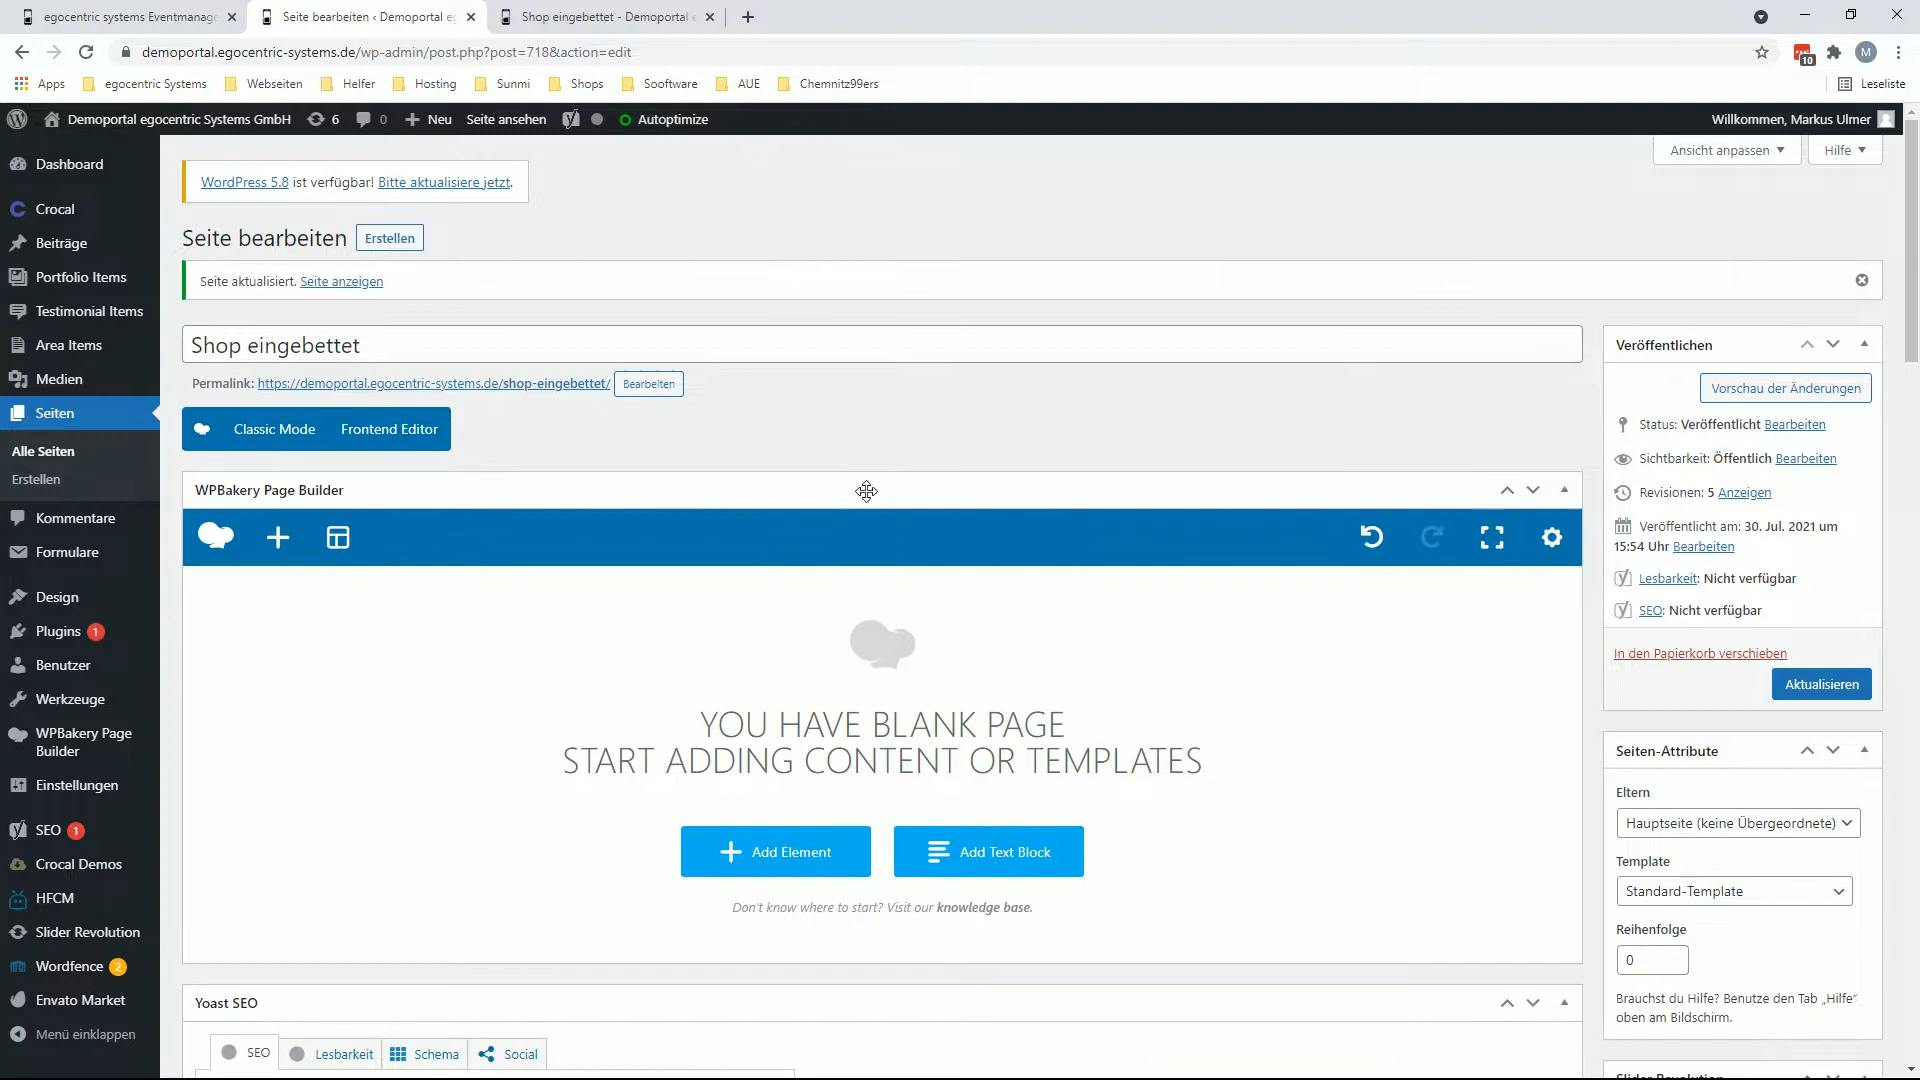 egocentric systems Eventmanage
Seite bearbeiten ‹ Demoportal eg
Shop eingebettet - Demoportal e
demoportal.egocentric-systems.de/wp-admin/post.php?post=718&action=edit
10
M
Apps
egocentric Systems
Webseiten
Helfer
Hosting
Sunmi
Shops
Sooftware
AUE
Chemnitz99ers
Leseliste
Demoportal egocentric Systems GmbH
6
0
Neu
Seite ansehen
Autoptimize
Willkommen, Markus Ulmer
Ansicht anpassen
Hilfe
Dashboard
Crocal
Beiträge
Portfolio Items
Testimonial Items
Area Items
Medien
Seiten
Alle Seiten
Erstellen
Kommentare
Formulare
Design
Plugins 1
Benutzer
Werkzeuge
WPBakery Page
Builder
Einstellungen
SEO 1
Crocal Demos
HFCM
Slider Revolution
Wordfence 2
Envato Market
Menü einklappen
WordPress 5.8 ist verfügbar! Bitte aktualisiere jetzt.
Seite bearbeiten
Erstellen
Seite aktualisiert. Seite anzeigen
Shop eingebettet
Permalink: https://demoportal.egocentric-systems.de/shop-eingebettet/ Bearbeiten
Classic Mode
Frontend Editor
WPBakery Page Builder
YOU HAVE BLANK PAGE
START ADDING CONTENT OR TEMPLATES
Add Element
Add Text Block
Don't know where to start? Visit our knowledge base.
Yoast SEO
SEO
Lesbarkeit
Schema
Social
Veröffentlichen
Vorschau der Änderungen
Status: Veröffentlicht Bearbeiten
Sichtbarkeit: Öffentlich Bearbeiten
Revisionen: 5 Anzeigen
Veröffentlicht am: 30. Jul. 2021 um
15:54 Uhr Bearbeiten
Lesbarkeit: Nicht verfügbar
SEO: Nicht verfügbar
In den Papierkorb verschieben
Aktualisieren
Seiten-Attribute
Eltern
Hauptseite (keine Übergeordnete)
Template
Standard-Template
Reihenfolge
0
Brauchst du Hilfe? Benutze den Tab „Hilfe“
oben am Bildschirm.
Slider Revolution